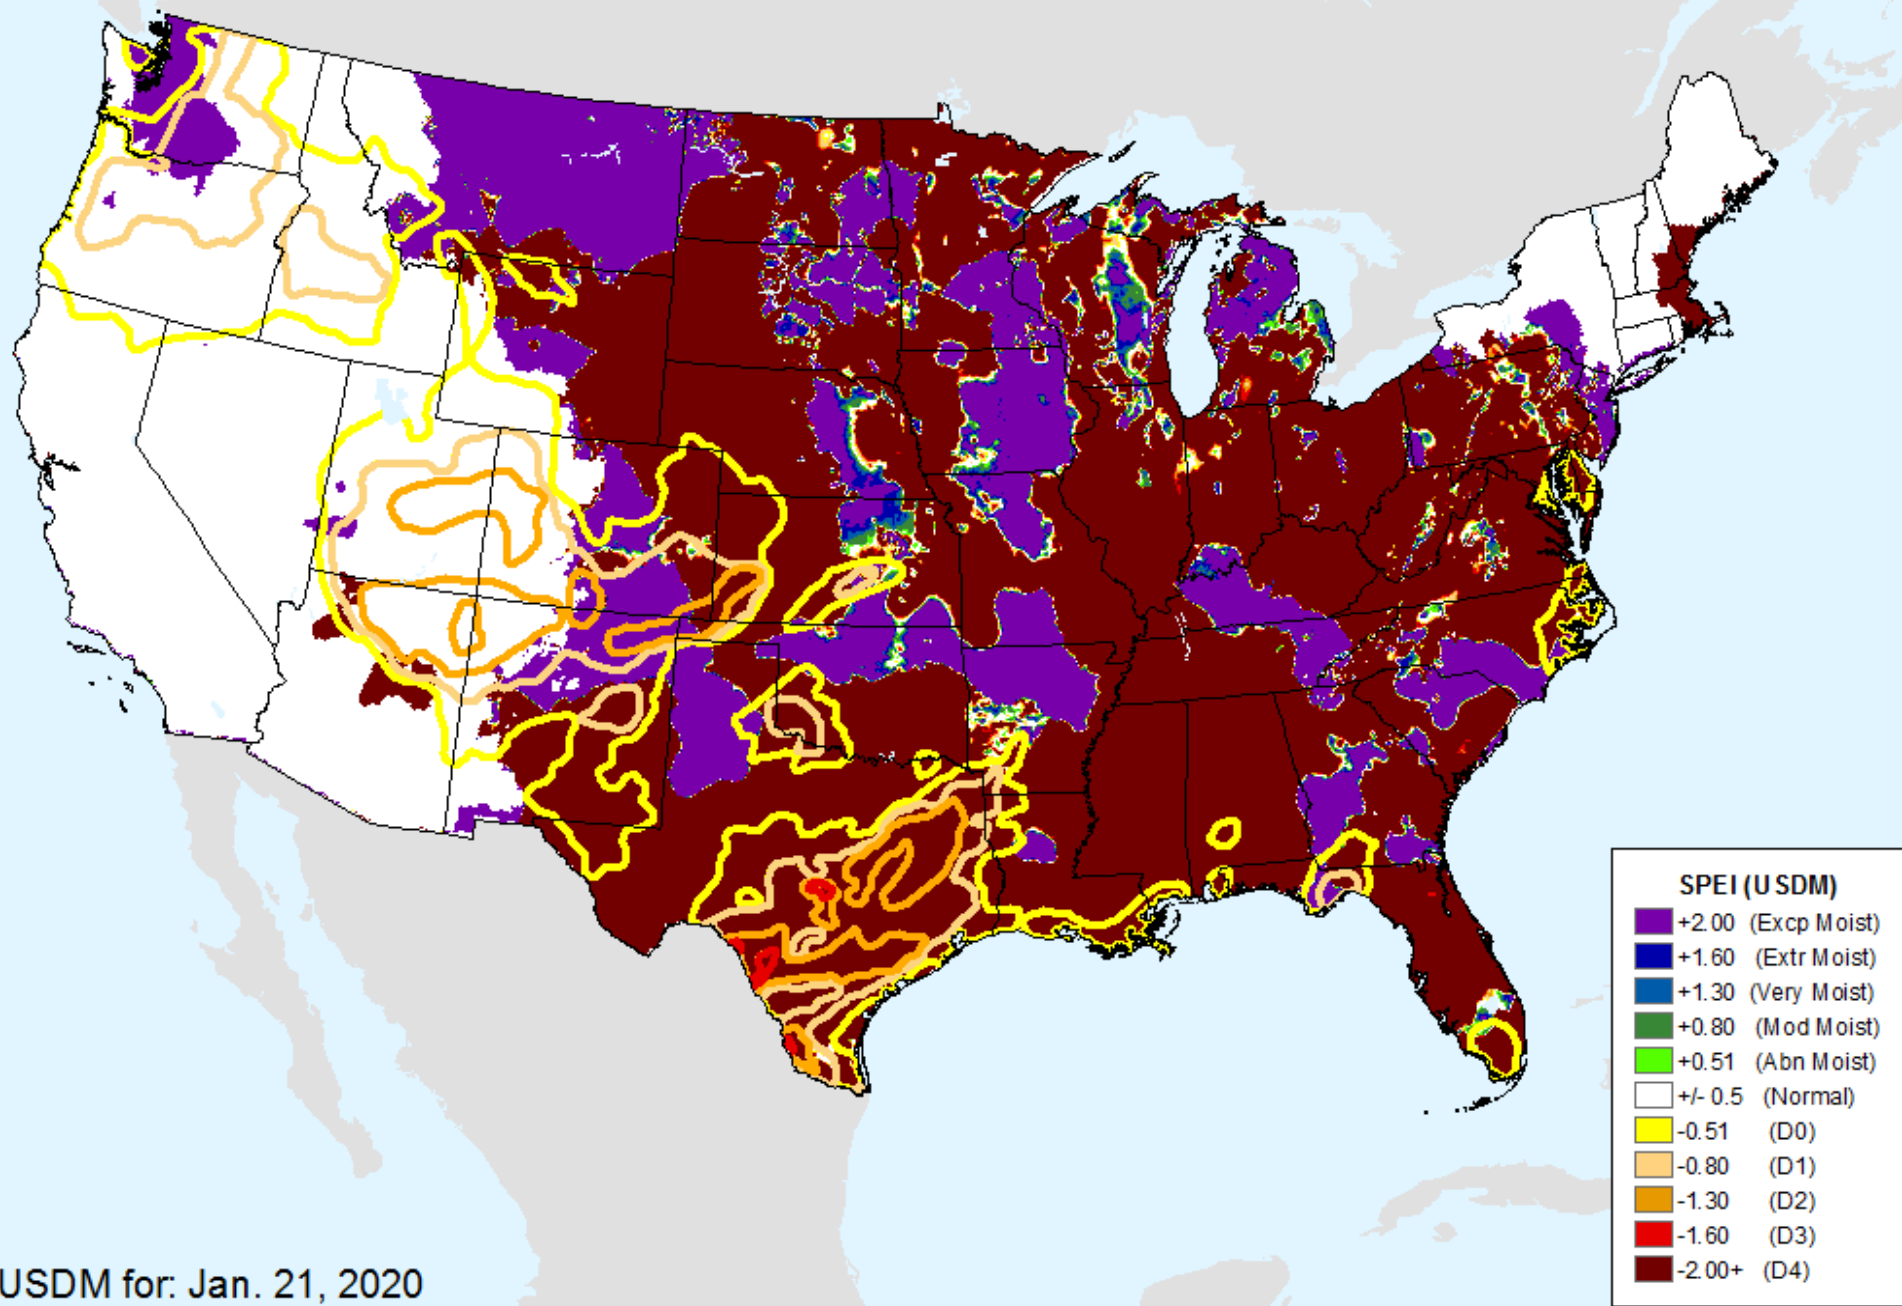 SPEI (USDM)
+2.00 (Excp Moist)
+1.60 (Extr Moist)
+1.30 (Very Moist)
+0.80 (Mod Moist)
+0.51 (Abn Moist)
+/- 0.5 (Normal)
-0.51 (D0)
-0.80 (D1)
-1.30 (D2)
-1.60 (D3)
-2.00+ (D4)
USDM for: Jan. 21, 2020